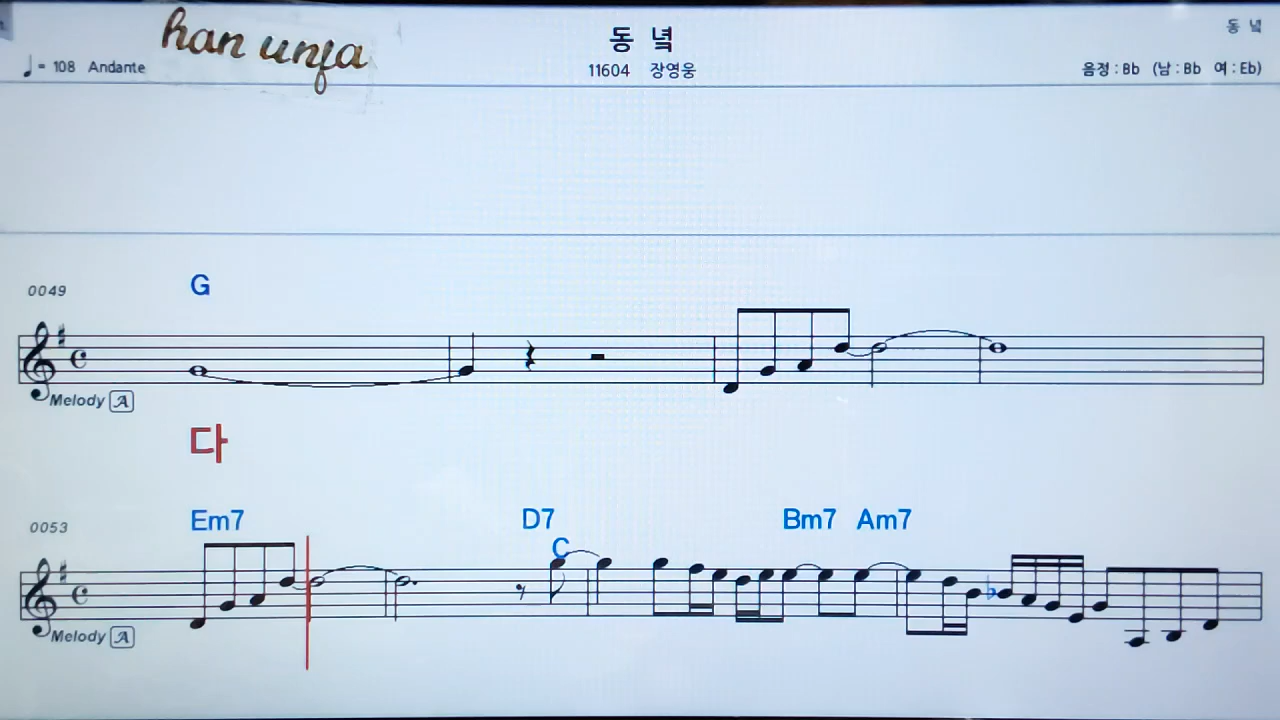 han unfa
동 녘
동 녘
♩ = 108 Andante
11604 장영웅
음정 : Bb (남 : Bb 여 : Eb)
0049
G
Melody A
다
0053
Em7 D7 Bm7 Am7
C
Melody A